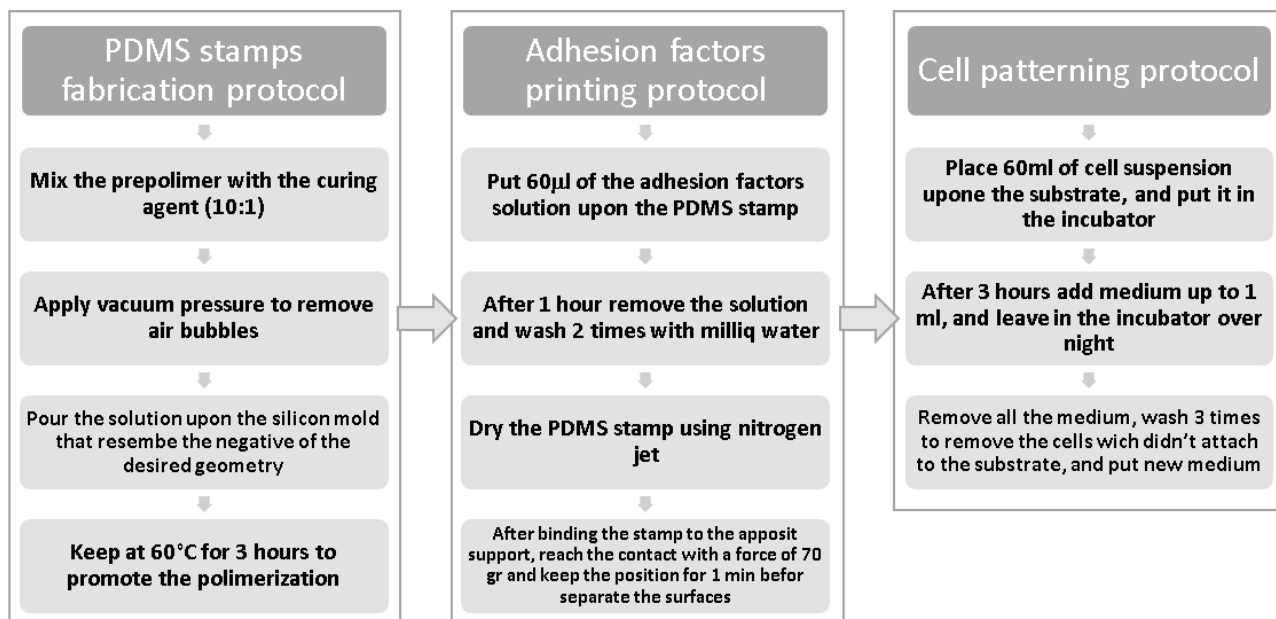 PDMS stamps
fabrication protocol
Mix the prepolimer with the curing
agent (10:1)
Apply vacuum pressure to remove
air bubbles
Pour the solution upon the silicon mold
that resembe the negative of the
desired geometry
Keep at 60°C for 3 hours to
promote the polimerization
Adhesion factors
printing protocol
Put 60µl of the adhesion factors
solution upon the PDMS stamp
After 1 hour remove the solution
and wash 2 times with milliq water
Dry the PDMS stamp using nitrogen
jet
After binding the stamp to the apposit
support, reach the contact with a force of 70
gr and keep the position for 1 min befor
separate the surfaces
Cell patterning protocol
Place 60ml of cell suspension
upone the substrate, and put it in
the incubator
After 3 hours add medium up to 1
ml, and leave in the incubator over
night
Remove all the medium, wash 3 times
to remove the cells wich didn't attach
to the substrate, and put new medium